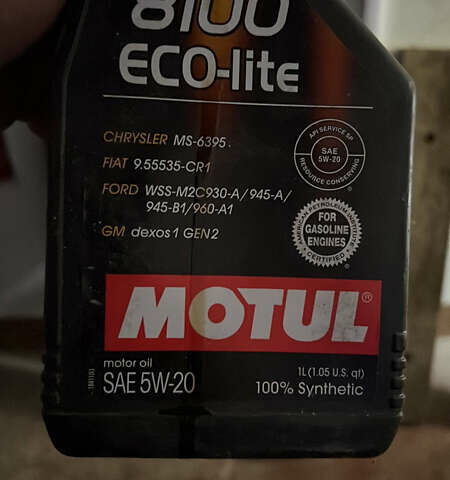 8100
ECO-lite
CHRYSLER MS-6395.
FIAT 9.55535-CR1
FORD WSS-M2C930-A/945-A/
945-B1/960-A1
GM dexos1 GEN2
API SERVICE SP
SAE
5W-20
RESOURCE CONSERVING
PETROLEUM
FOR
GASOLINE
ENGINES
CERTIFIED
MOTUL®
motor oil
SAE 5W-20
1L (1.05 U.S. qt)
100% Synthetic